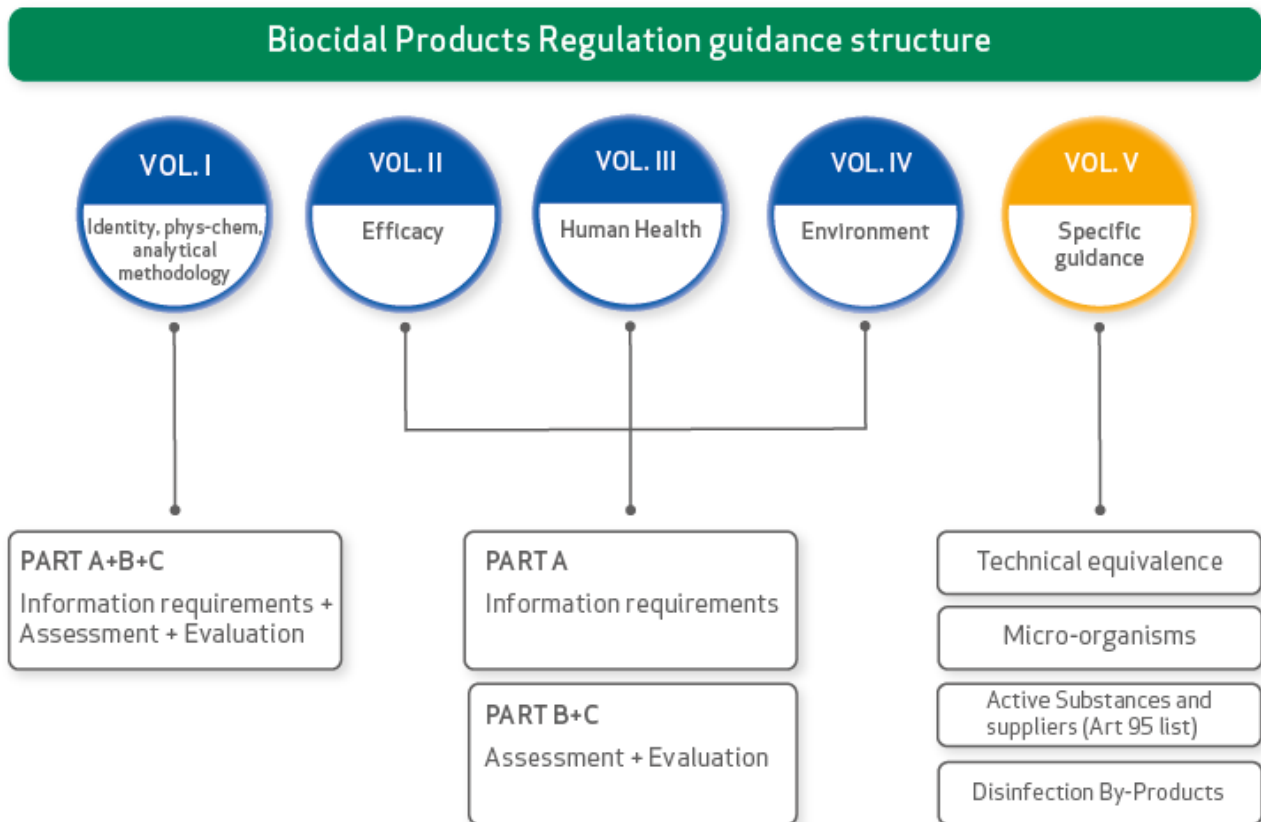 Biocidal Products Regulation guidance structure
VOL. I
Identity, phys-chem,
analytical
methodology
VOL. II
Efficacy
VOL. III
Human Health
VOL. IV
Environment
VOL. V
Specific
guidance
PART A+B+C
Information requirements +
Assessment + Evaluation
PART A
Information requirements
PART B+C
Assessment + Evaluation
Technical equivalence
Micro-organisms
Active Substances and
suppliers (Art 95 list)
Disinfection By-Products